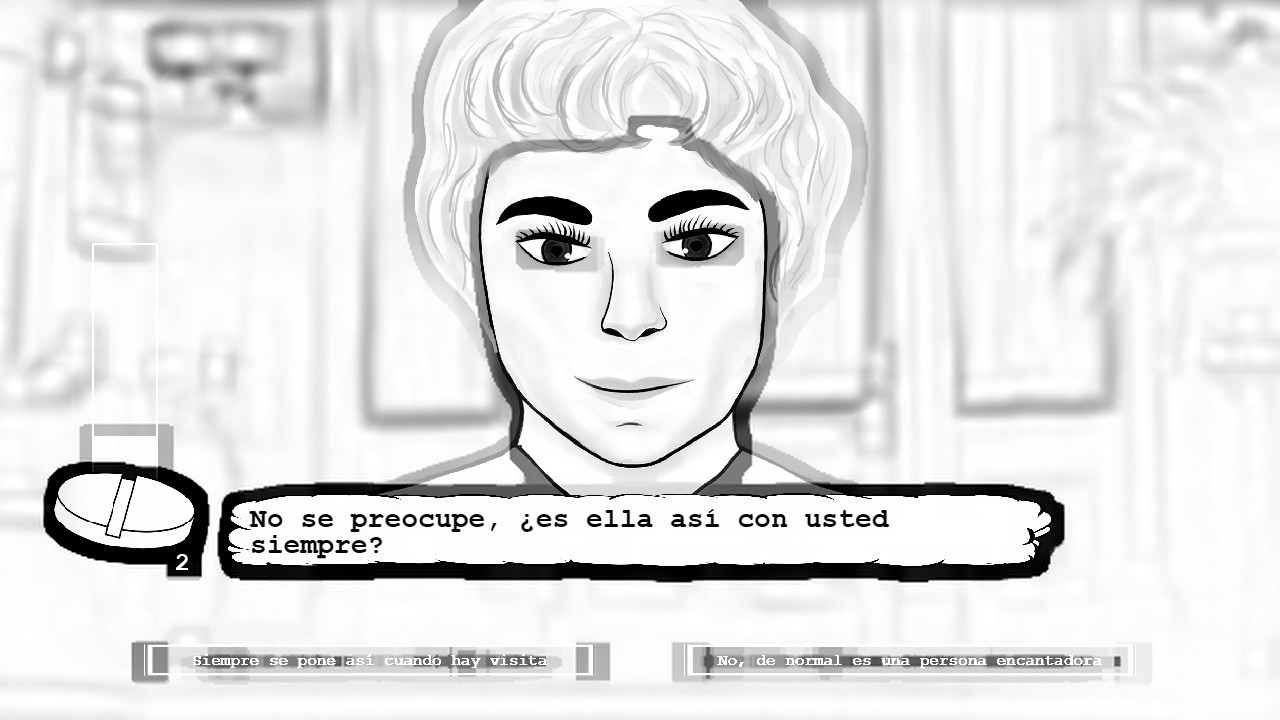 No se preocupe, ¿es ella así con usted
siempre?
2
Siempre se pone así cuando hay visita
No, de normal es una persona encantadora